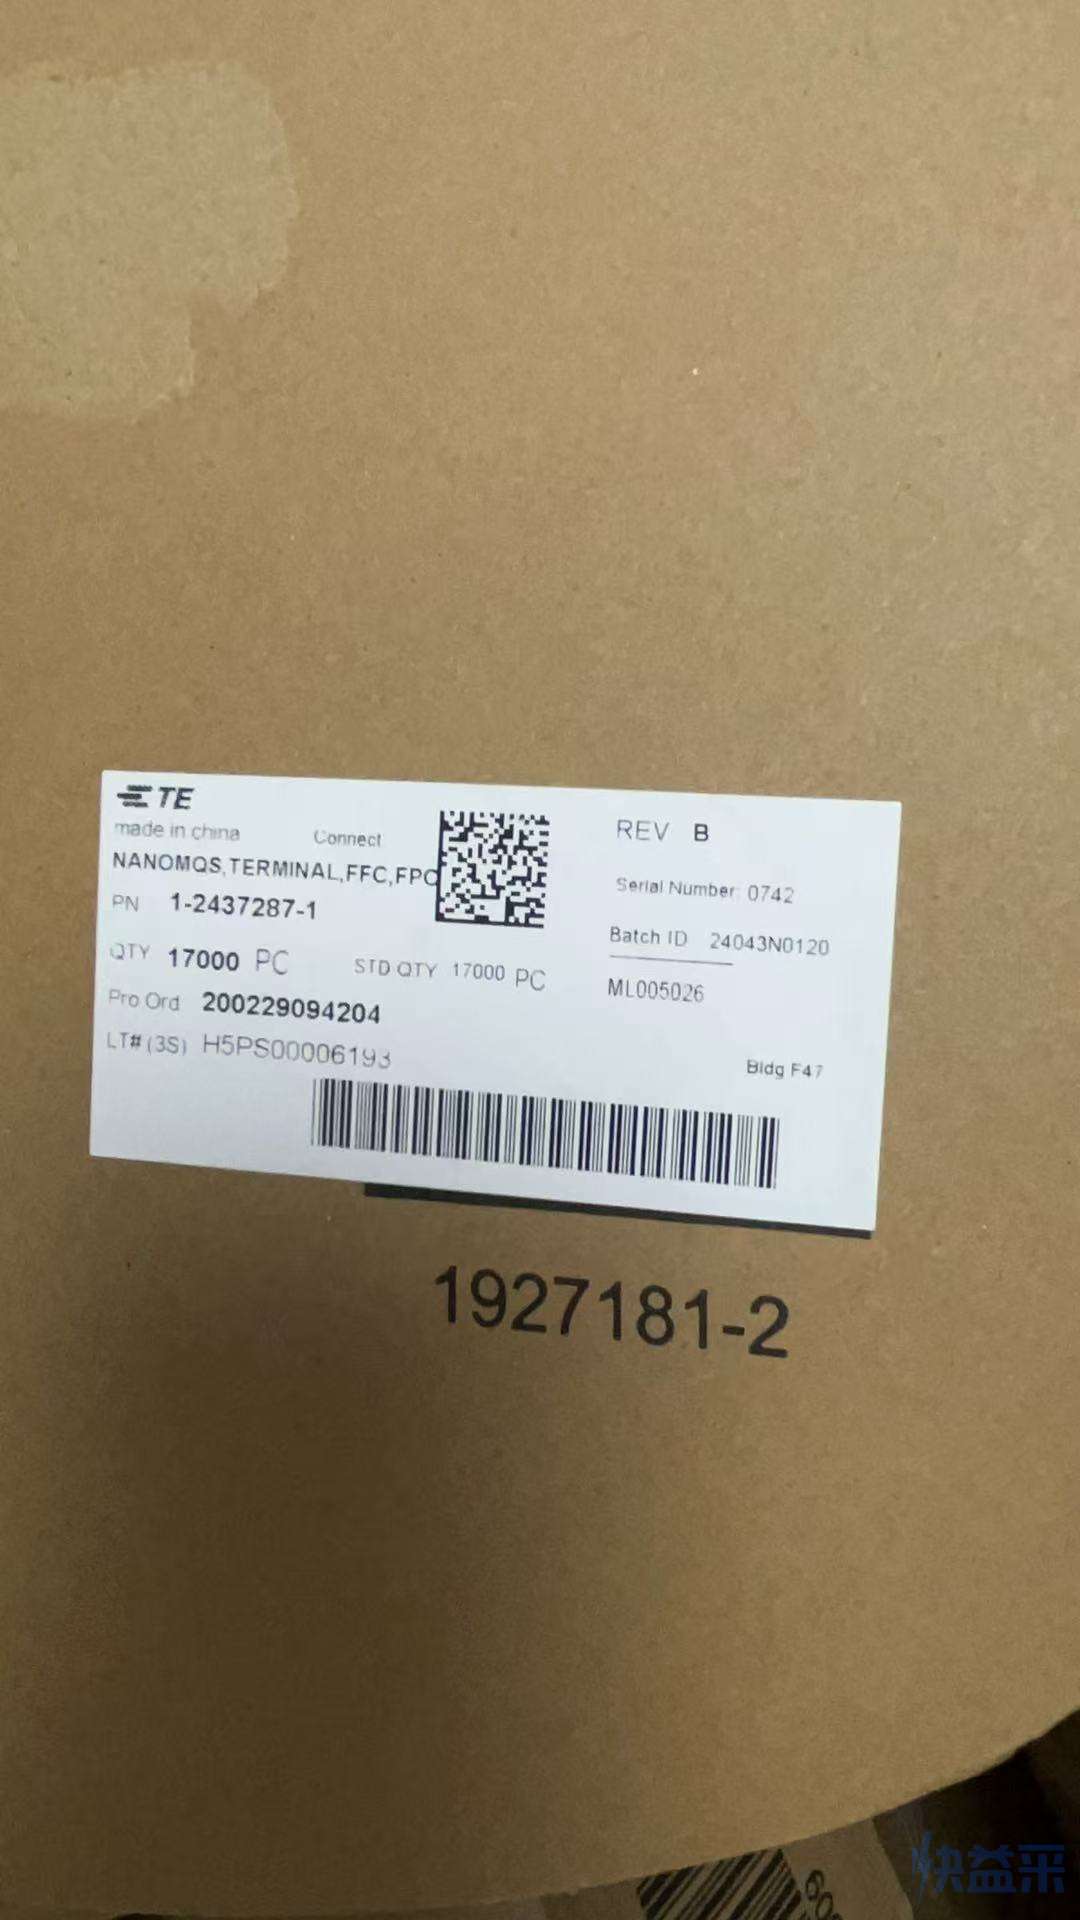 TE
made in china Connect
NANOMQS,TERMINAL,FFC,FPC
PN 1-2437287-1
QTY 17000 PC STD QTY 17000 PC
Pro Ord 200229094204
LT# (3S) H5PS00006193
REV B
Serial Number: 0742
Batch ID 24043N0120
ML005026
Bldg F47
1927181-2
快益采